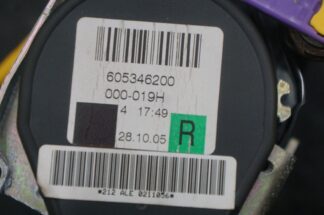 605346200
000-019H
4 17:49
28.10.05 R
*212 ALE 0211056*